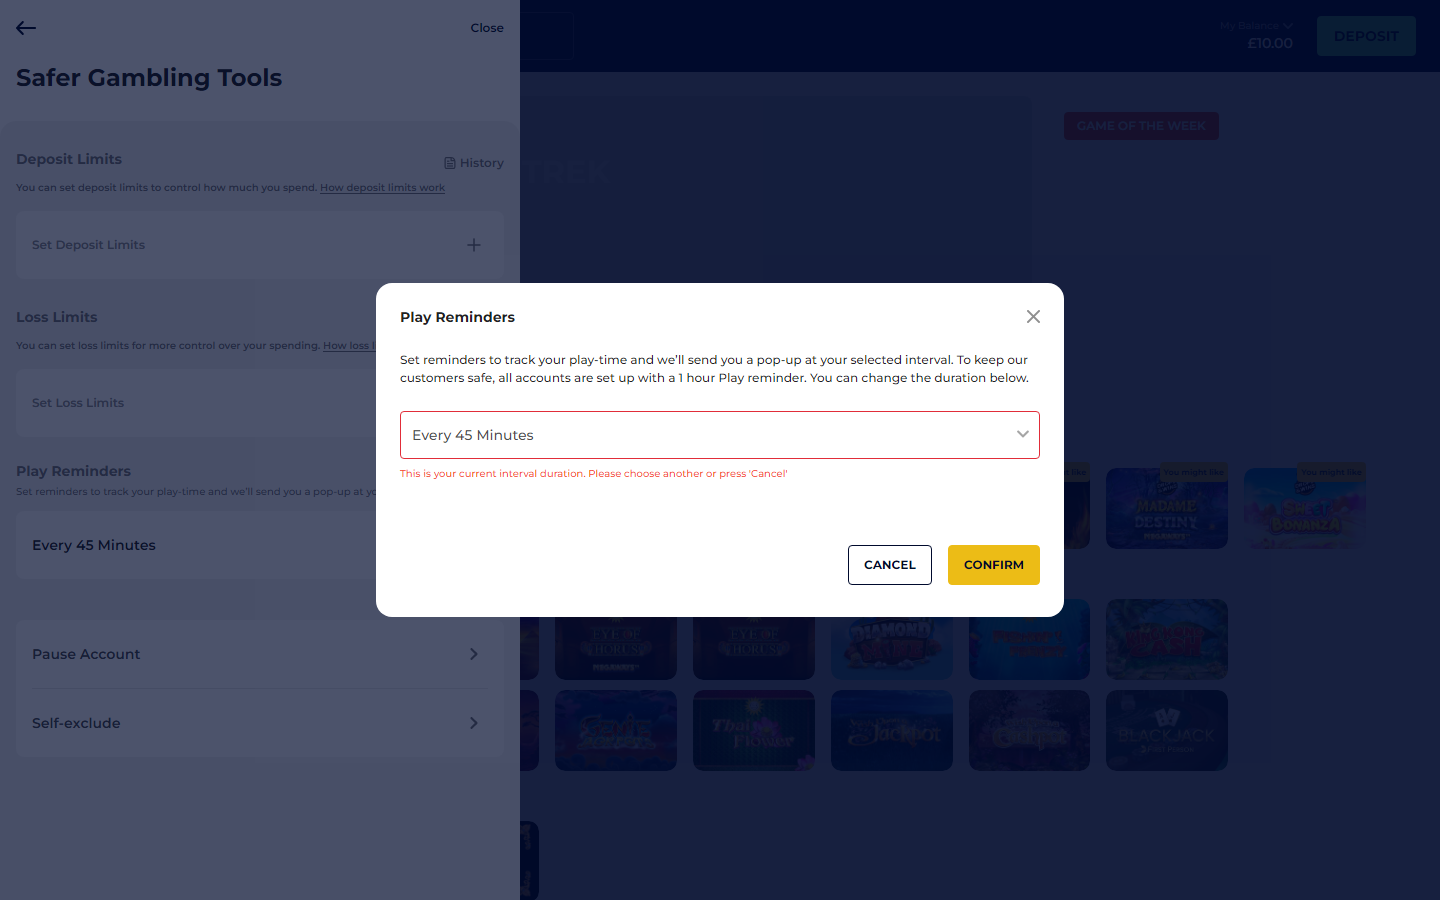 Close
My Balance
£10.00
DEPOSIT
Safer Gambling Tools
GAME OF THE WEEK
Deposit Limits
History
You can set deposit limits to control how much you spend. How deposit limits work
TREK
Set Deposit Limits
Loss Limits
You can set loss limits for more control over your spending. How loss l
Set Loss Limits
Play Reminders
Set reminders to track your play-time and we'll send you a pop-up at yo
Every 45 Minutes
Pause Account
Self-exclude
Play Reminders
Set reminders to track your play-time and we'll send you a pop-up at your selected interval. To keep our
customers safe, all accounts are set up with a 1 hour Play reminder. You can change the duration below.
Every 45 Minutes
This is your current interval duration. Please choose another or press 'Cancel'
CANCEL
CONFIRM
like
You might like
You might like
MADAME
DESTINY
MEGAWAYS
SWEET
BONANZA
EYE OF
HORUS
MEGAWAYS
EYE OF
HORUS
DIAMOND
MINE
Thai
Flower
Jackpot
BLACKJACK